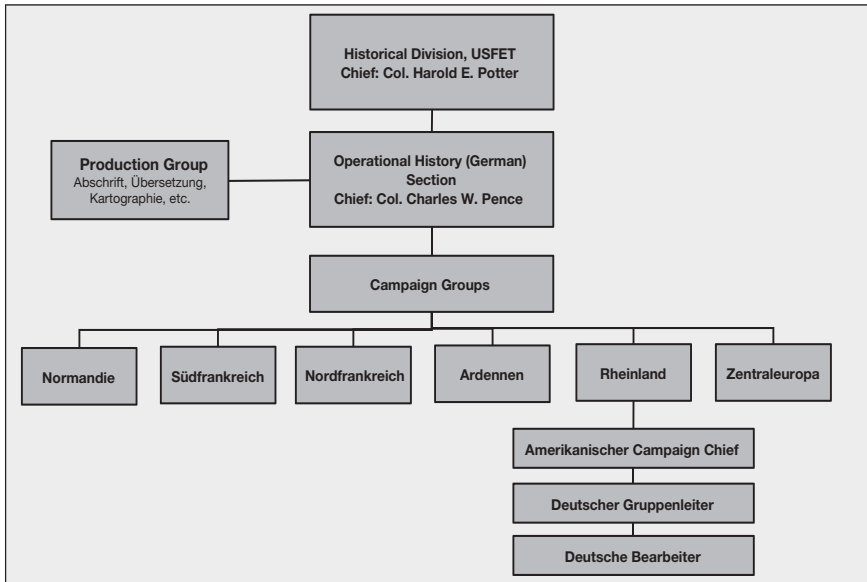 Historical Division, USFET
Chief: Col. Harold E. Potter
Production Group
Abschrift, Übersetzung,
Kartographie, etc.
Operational History (German)
Section
Chief: Col. Charles W. Pence
Campaign Groups
Normandie
Südfrankreich
Nordfrankreich
Ardennen
Rheinland
Zentraleuropa
Amerikanischer Campaign Chief
Deutscher Gruppenleiter
Deutsche Bearbeiter